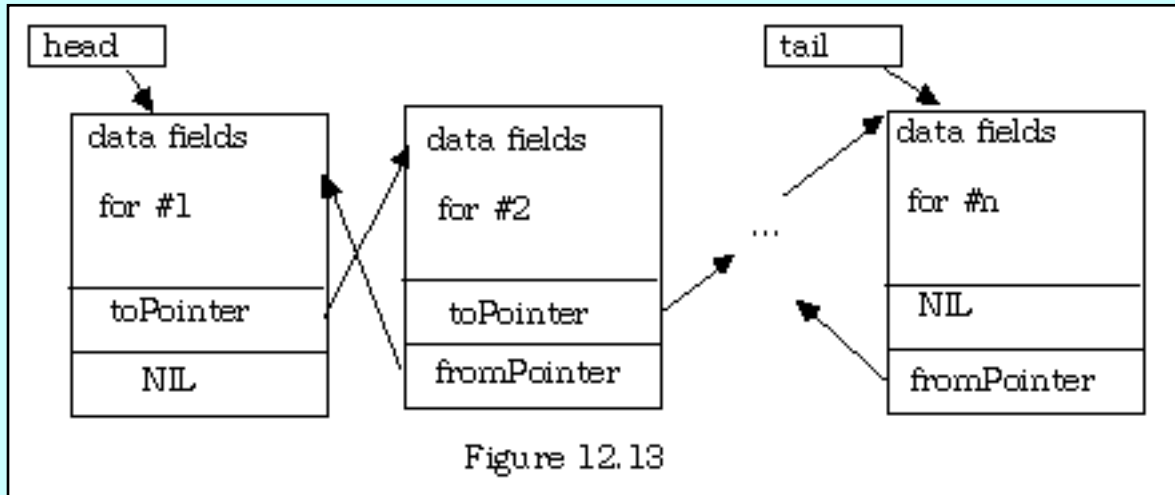 head
tail
data fields
for #1
toPointer
NIL
data fields
for #2
toPointer
fromPointer
...
data fields
for #n
NIL
fromPointer
Figure 12.13